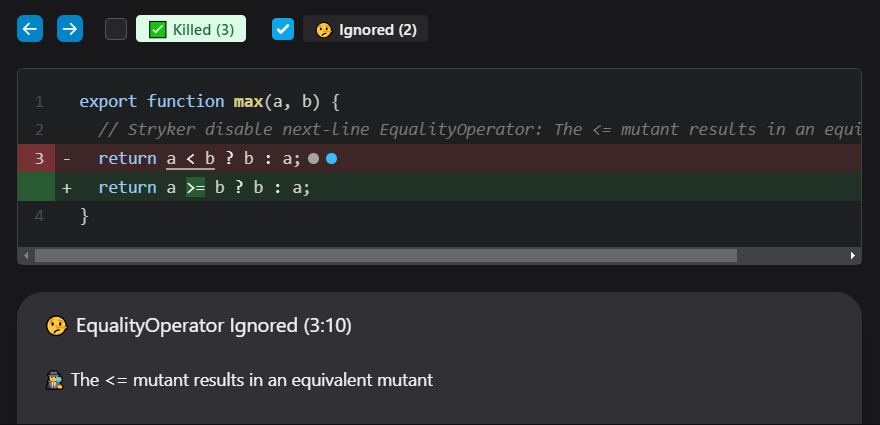 Killed (3) Ignored (2)
1 export function max(a, b) {
2 // Stryker disable next-line EqualityOperator: The <= mutant results in an equi
3 - return a < b ? b : a;
+ return a >= b ? b : a;
4 }
EqualityOperator Ignored (3:10)
The <= mutant results in an equivalent mutant